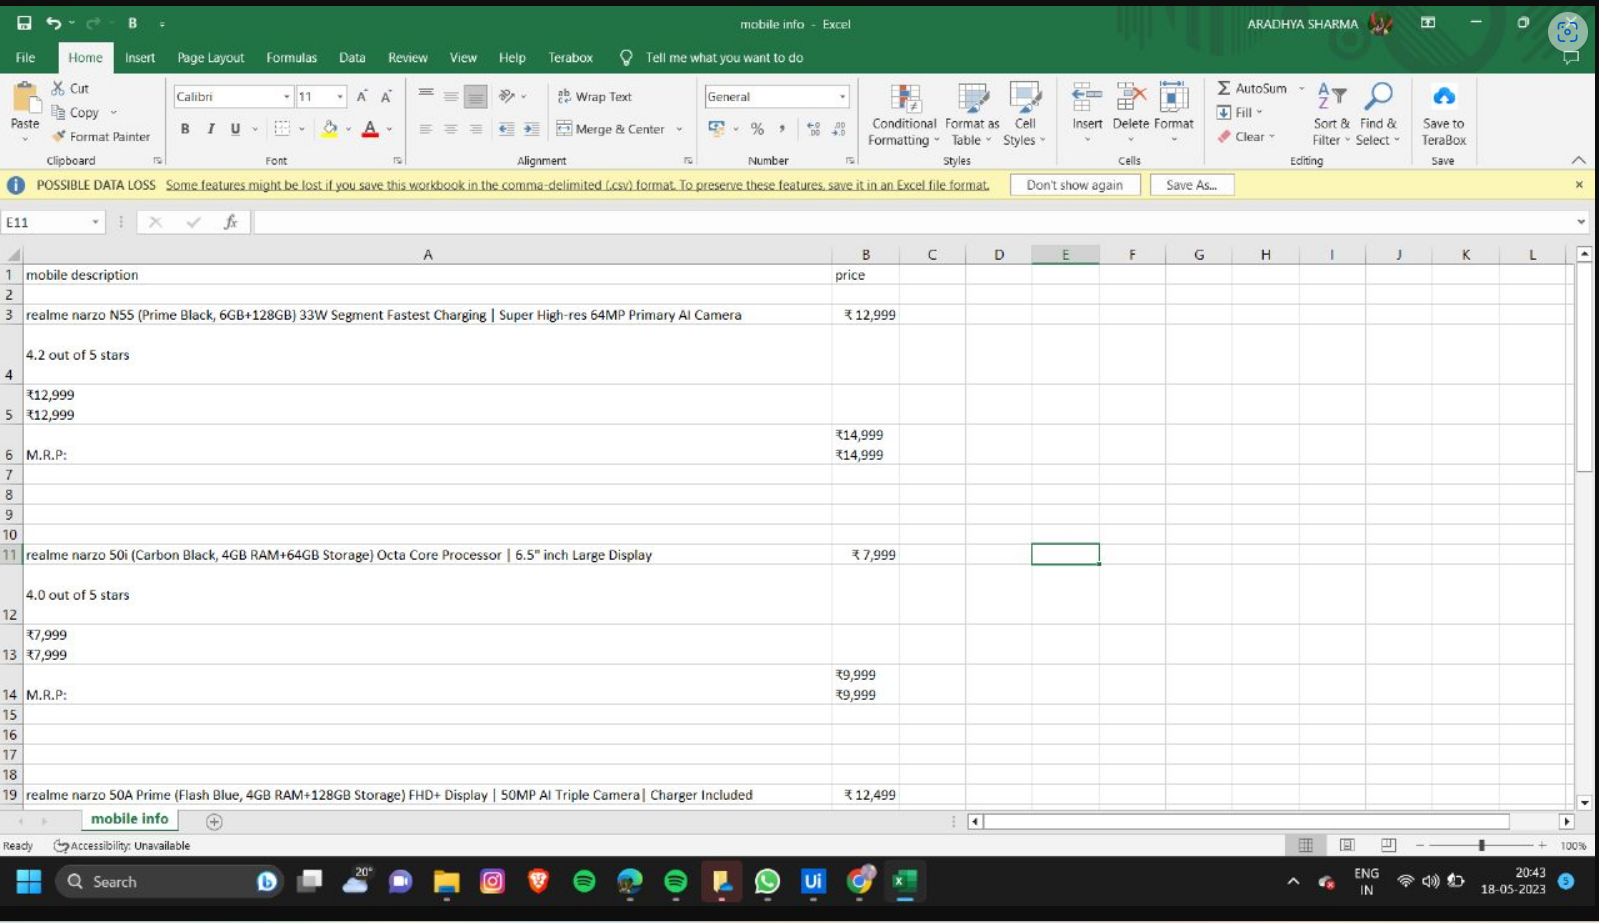 B
mobile info - Excel
ARADHYA SHARMA
File Home Insert Page Layout Formulas Data Review View Help Terabox Tell me what you want to do
Paste
Cut
Copy
Format Painter
Clipboard
Calibri 11 A A
B I U A
Font
Wrap Text
Merge & Center
Alignment
General
%
Number
Conditional Formatting
Format as Table
Cell Styles
Styles
Insert Delete Format
Cells
AutoSum
Fill
Clear
Sort & Filter
Find & Select
Editing
Save to TeraBox
Save
POSSIBLE DATA LOSS Some features might be lost if you save this workbook in the comma-delimited (.csv) format. To preserve these features, save it in an Excel file format. Don't show again Save As...
E11 fx
A B C D E F G H I J K L
1 mobile description price
2
3 realme narzo N55 (Prime Black, 6GB+128GB) 33W Segment Fastest Charging | Super High-res 64MP Primary AI Camera ₹ 12,999
4.2 out of 5 stars
4
₹12,999
5 ₹12,999
₹14,999
6 M.R.P: ₹14,999
7
8
9
10
11 realme narzo 50i (Carbon Black, 4GB RAM+64GB Storage) Octa Core Processor | 6.5" inch Large Display ₹ 7,999
4.0 out of 5 stars
12
₹7,999
13 ₹7,999
₹9,999
14 M.R.P: ₹9,999
15
16
17
18
19 realme narzo 50A Prime (Flash Blue, 4GB RAM+128GB Storage) FHD+ Display | 50MP AI Triple Camera| Charger Included ₹ 12,499
mobile info
Ready Accessibility: Unavailable 100%
Search 20° Ui ENG IN 20:43 18-05-2023 5